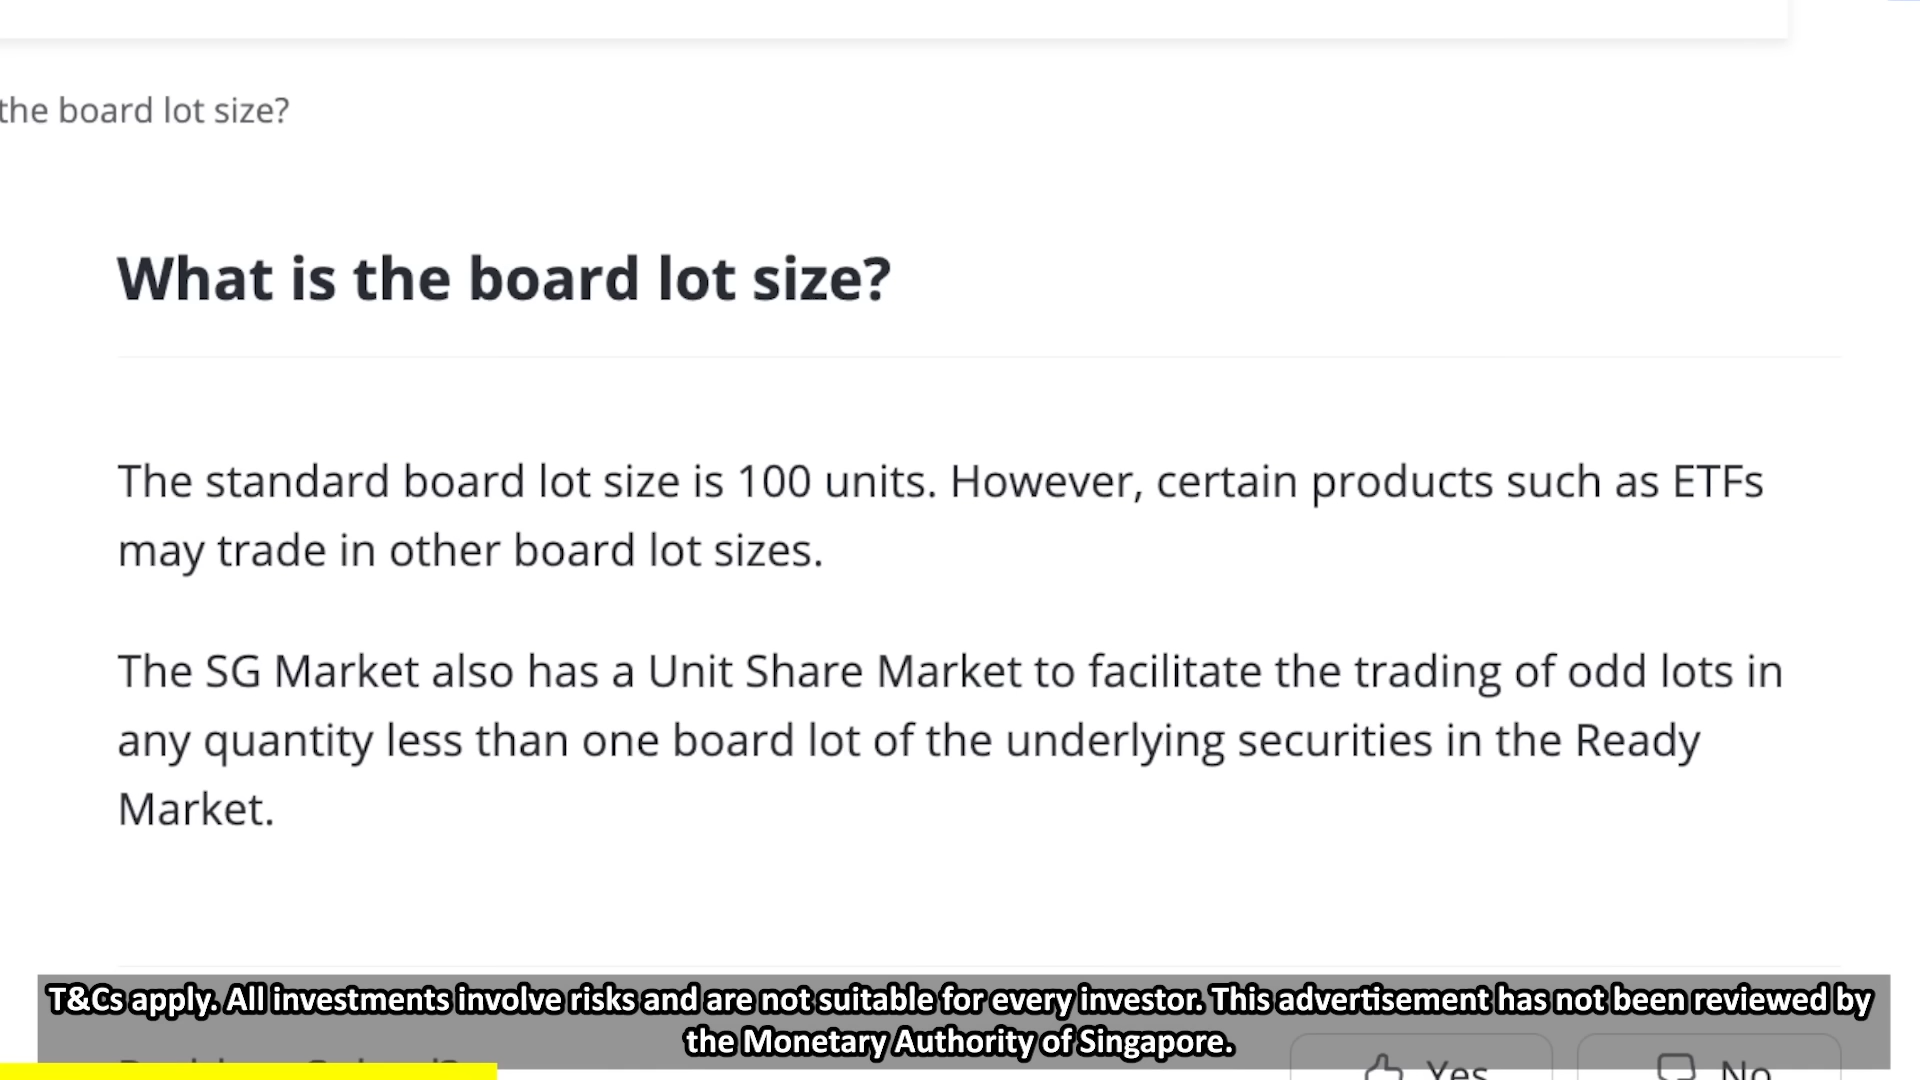 the board lot size?
What is the board lot size?
The standard board lot size is 100 units. However, certain products such as ETFs
may trade in other board lot sizes.
The SG Market also has a Unit Share Market to facilitate the trading of odd lots in
any quantity less than one board lot of the underlying securities in the Ready
Market.
T&Cs apply. All investments involve risks and are not suitable for every investor. This advertisement has not been reviewed by
the Monetary Authority of Singapore.
Yes No